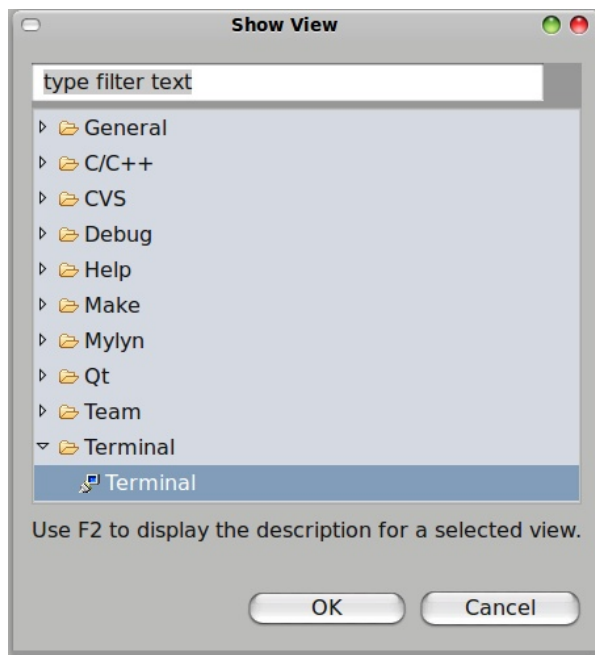 Show View
type filter text
General
C/C++
CVS
Debug
Help
Make
Mylyn
Qt
Team
Terminal
Terminal
Use F2 to display the description for a selected view.
OK Cancel